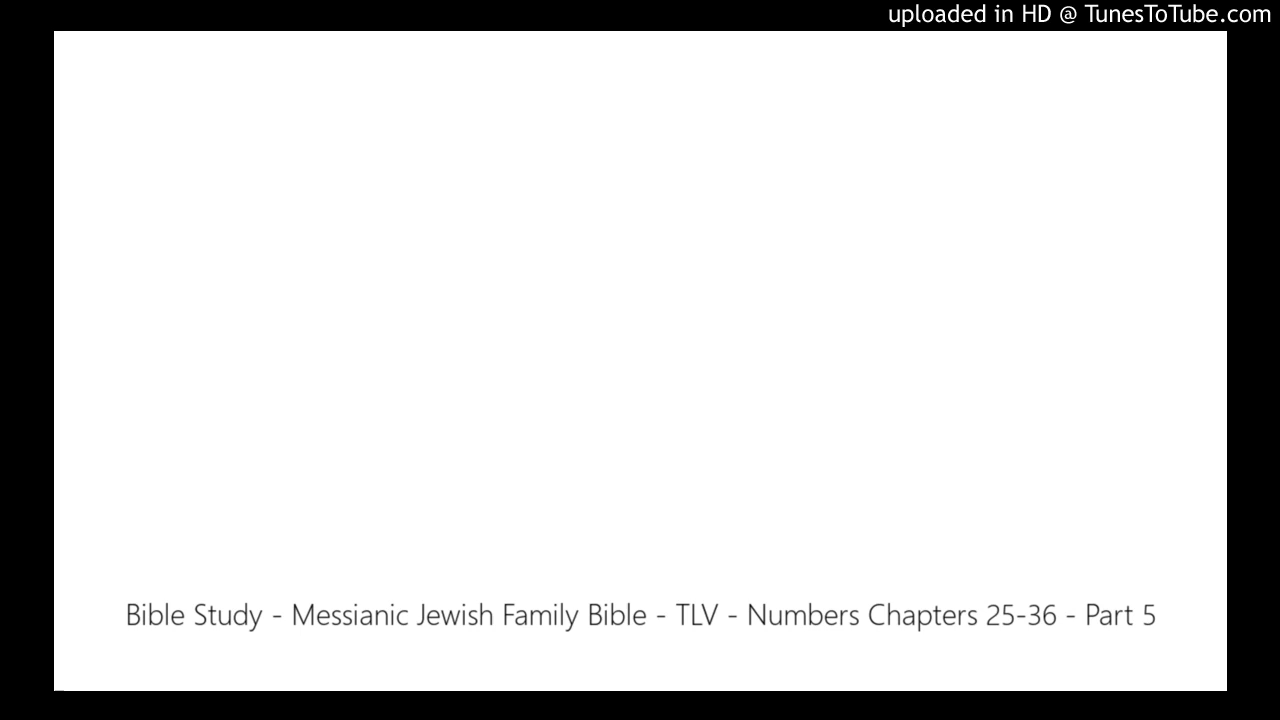 uploaded in HD @ TunesToTube.com
Bible Study - Messianic Jewish Family Bible - TLV - Numbers Chapters 25-36 - Part 5